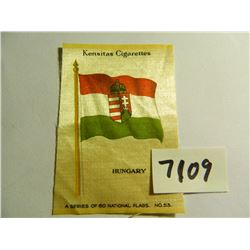 Kensitas Cigarettes
HUNGARY
7109
A SERIES OF 60 NATIONAL FLAGS. NO. 53.